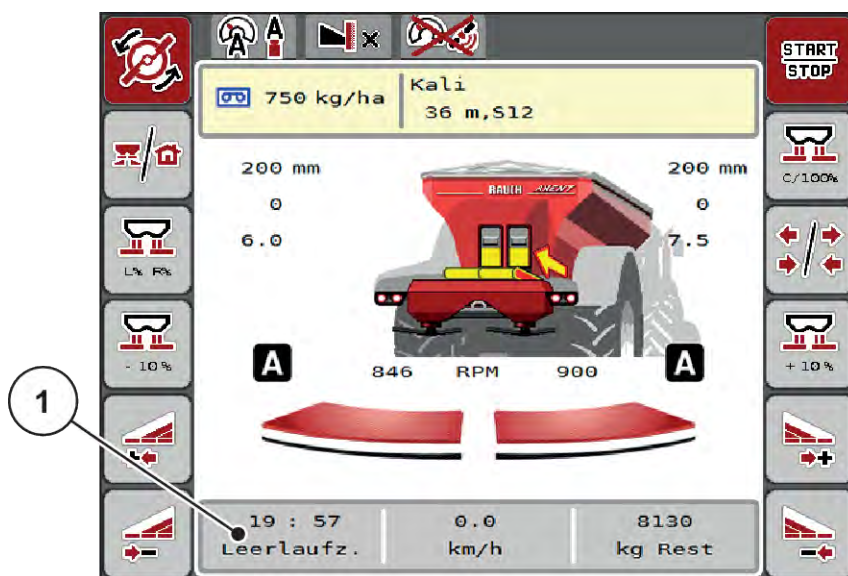 A A
START
STOP
750 kg/ha
Kali
36 m,S12
200 mm
200 mm
C/100%
0
0
6.0
7.5
RAUCH AXENT
L% R%
- 10 %
+ 10 %
A
846 RPM 900
A
1
19 : 57
0.0
8130
Leerlaufz.
km/h
kg Rest